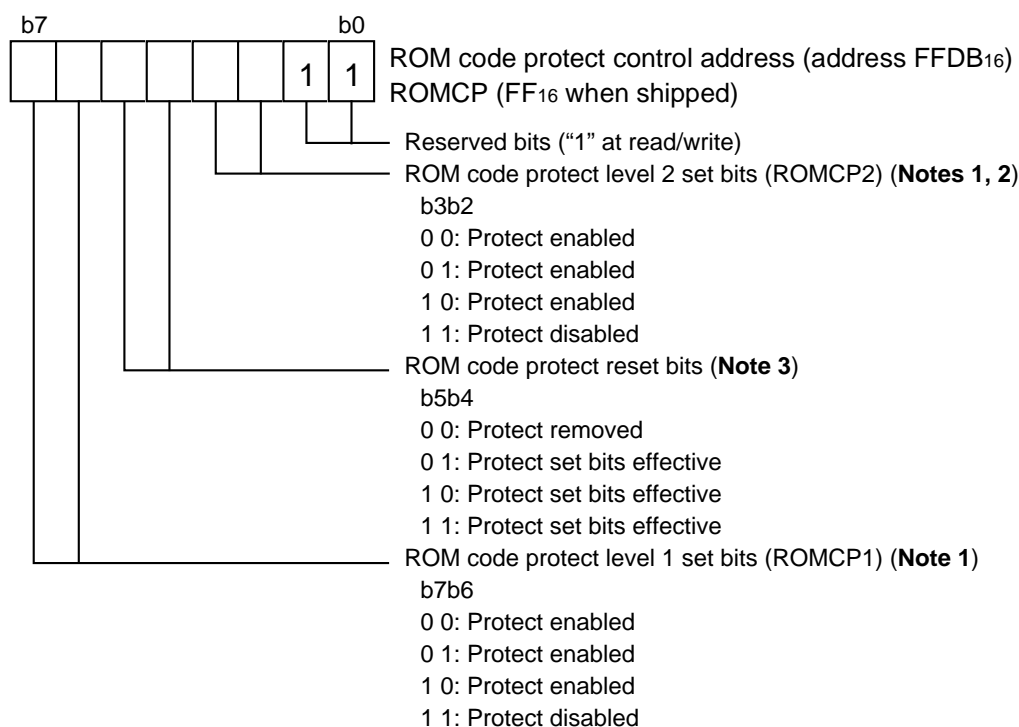 b7 b0
1 1
ROM code protect control address (address FFDB16)
ROMCP (FF16 when shipped)
Reserved bits (“1” at read/write)
ROM code protect level 2 set bits (ROMCP2) (Notes 1, 2)
b3b2
0 0: Protect enabled
0 1: Protect enabled
1 0: Protect enabled
1 1: Protect disabled
ROM code protect reset bits (Note 3)
b5b4
0 0: Protect removed
0 1: Protect set bits effective
1 0: Protect set bits effective
1 1: Protect set bits effective
ROM code protect level 1 set bits (ROMCP1) (Note 1)
b7b6
0 0: Protect enabled
0 1: Protect enabled
1 0: Protect enabled
1 1: Protect disabled